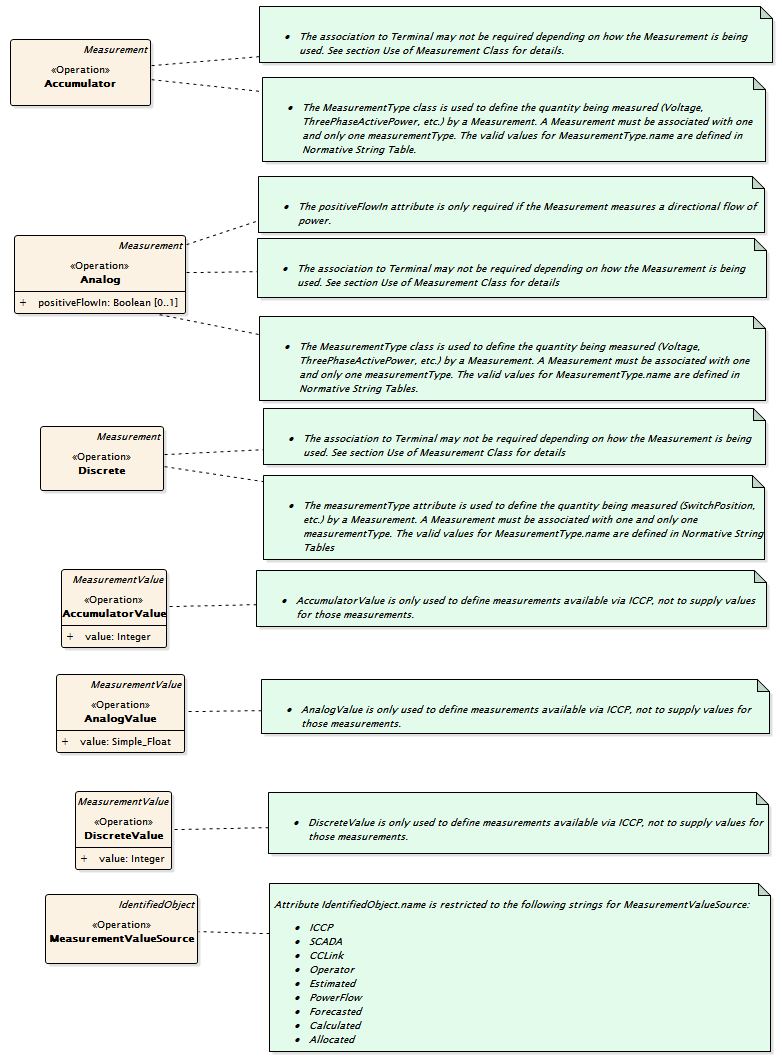 Measurement
«Operation»
Accumulator
• The association to Terminal may not be required depending on how the Measurement is being
used. See section Use of Measurement Class for details.
• The MeasurementType class is used to define the quantity being measured (Voltage,
ThreePhaseActivePower, etc.) by a Measurement. A Measurement must be associated with one
and only one measurementType. The valid values for MeasurementType.name are defined in
Normative String Table.
Measurement
«Operation»
Analog
+ positiveFlowIn: Boolean [0..1]
• The positiveFlowIn attribute is only required if the Measurement measures a directional flow of
power.
• The association to Terminal may not be required depending on how the Measurement is being
used. See section Use of Measurement Class for details
• The MeasurementType class is used to define the quantity being measured (Voltage,
ThreePhaseActivePower, etc.) by a Measurement. A Measurement must be associated with one
and only one measurementType. The valid values for MeasurementType.name are defined in
Normative String Tables.
Measurement
«Operation»
Discrete
• The association to Terminal may not be required depending on how the Measurement is being
used. See section Use of Measurement Class for details
• The measurementType attribute is used to define the quantity being measured (SwitchPosition,
etc.) by a Measurement. A Measurement must be associated with one and only one
measurementType. The valid values for MeasurementType.name are defined in Normative String
Tables
MeasurementValue
«Operation»
AccumulatorValue
+ value: Integer
• AccumulatorValue is only used to define measurements available via ICCP, not to supply values
for those measurements.
MeasurementValue
«Operation»
AnalogValue
+ value: Simple_Float
• AnalogValue is only used to define measurements available via ICCP, not to supply values for
those measurements.
MeasurementValue
«Operation»
DiscreteValue
+ value: Integer
• DiscreteValue is only used to define measurements available via ICCP, not to supply values for
those measurements.
IdentifiedObject
«Operation»
MeasurementValueSource
Attribute IdentifiedObject.name is restricted to the following strings for MeasurementValueSource:
• ICCP
• SCADA
• CCLink
• Operator
• Estimated
• PowerFlow
• Forecasted
• Calculated
• Allocated